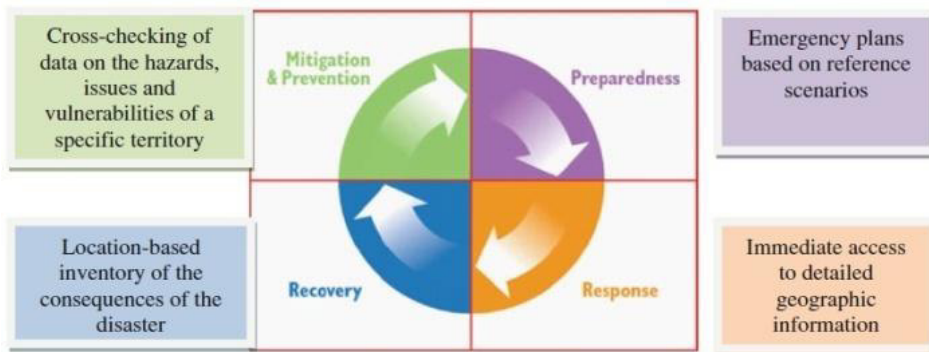 Cross-checking of
data on the hazards,
issues and
vulnerabilities of a
specific territory
Mitigation
& Prevention
Preparedness
Emergency plans
based on reference
scenarios
Location-based
inventory of the
consequences of the
disaster
Recovery
Response
Immediate access
to detailed
geographic
information